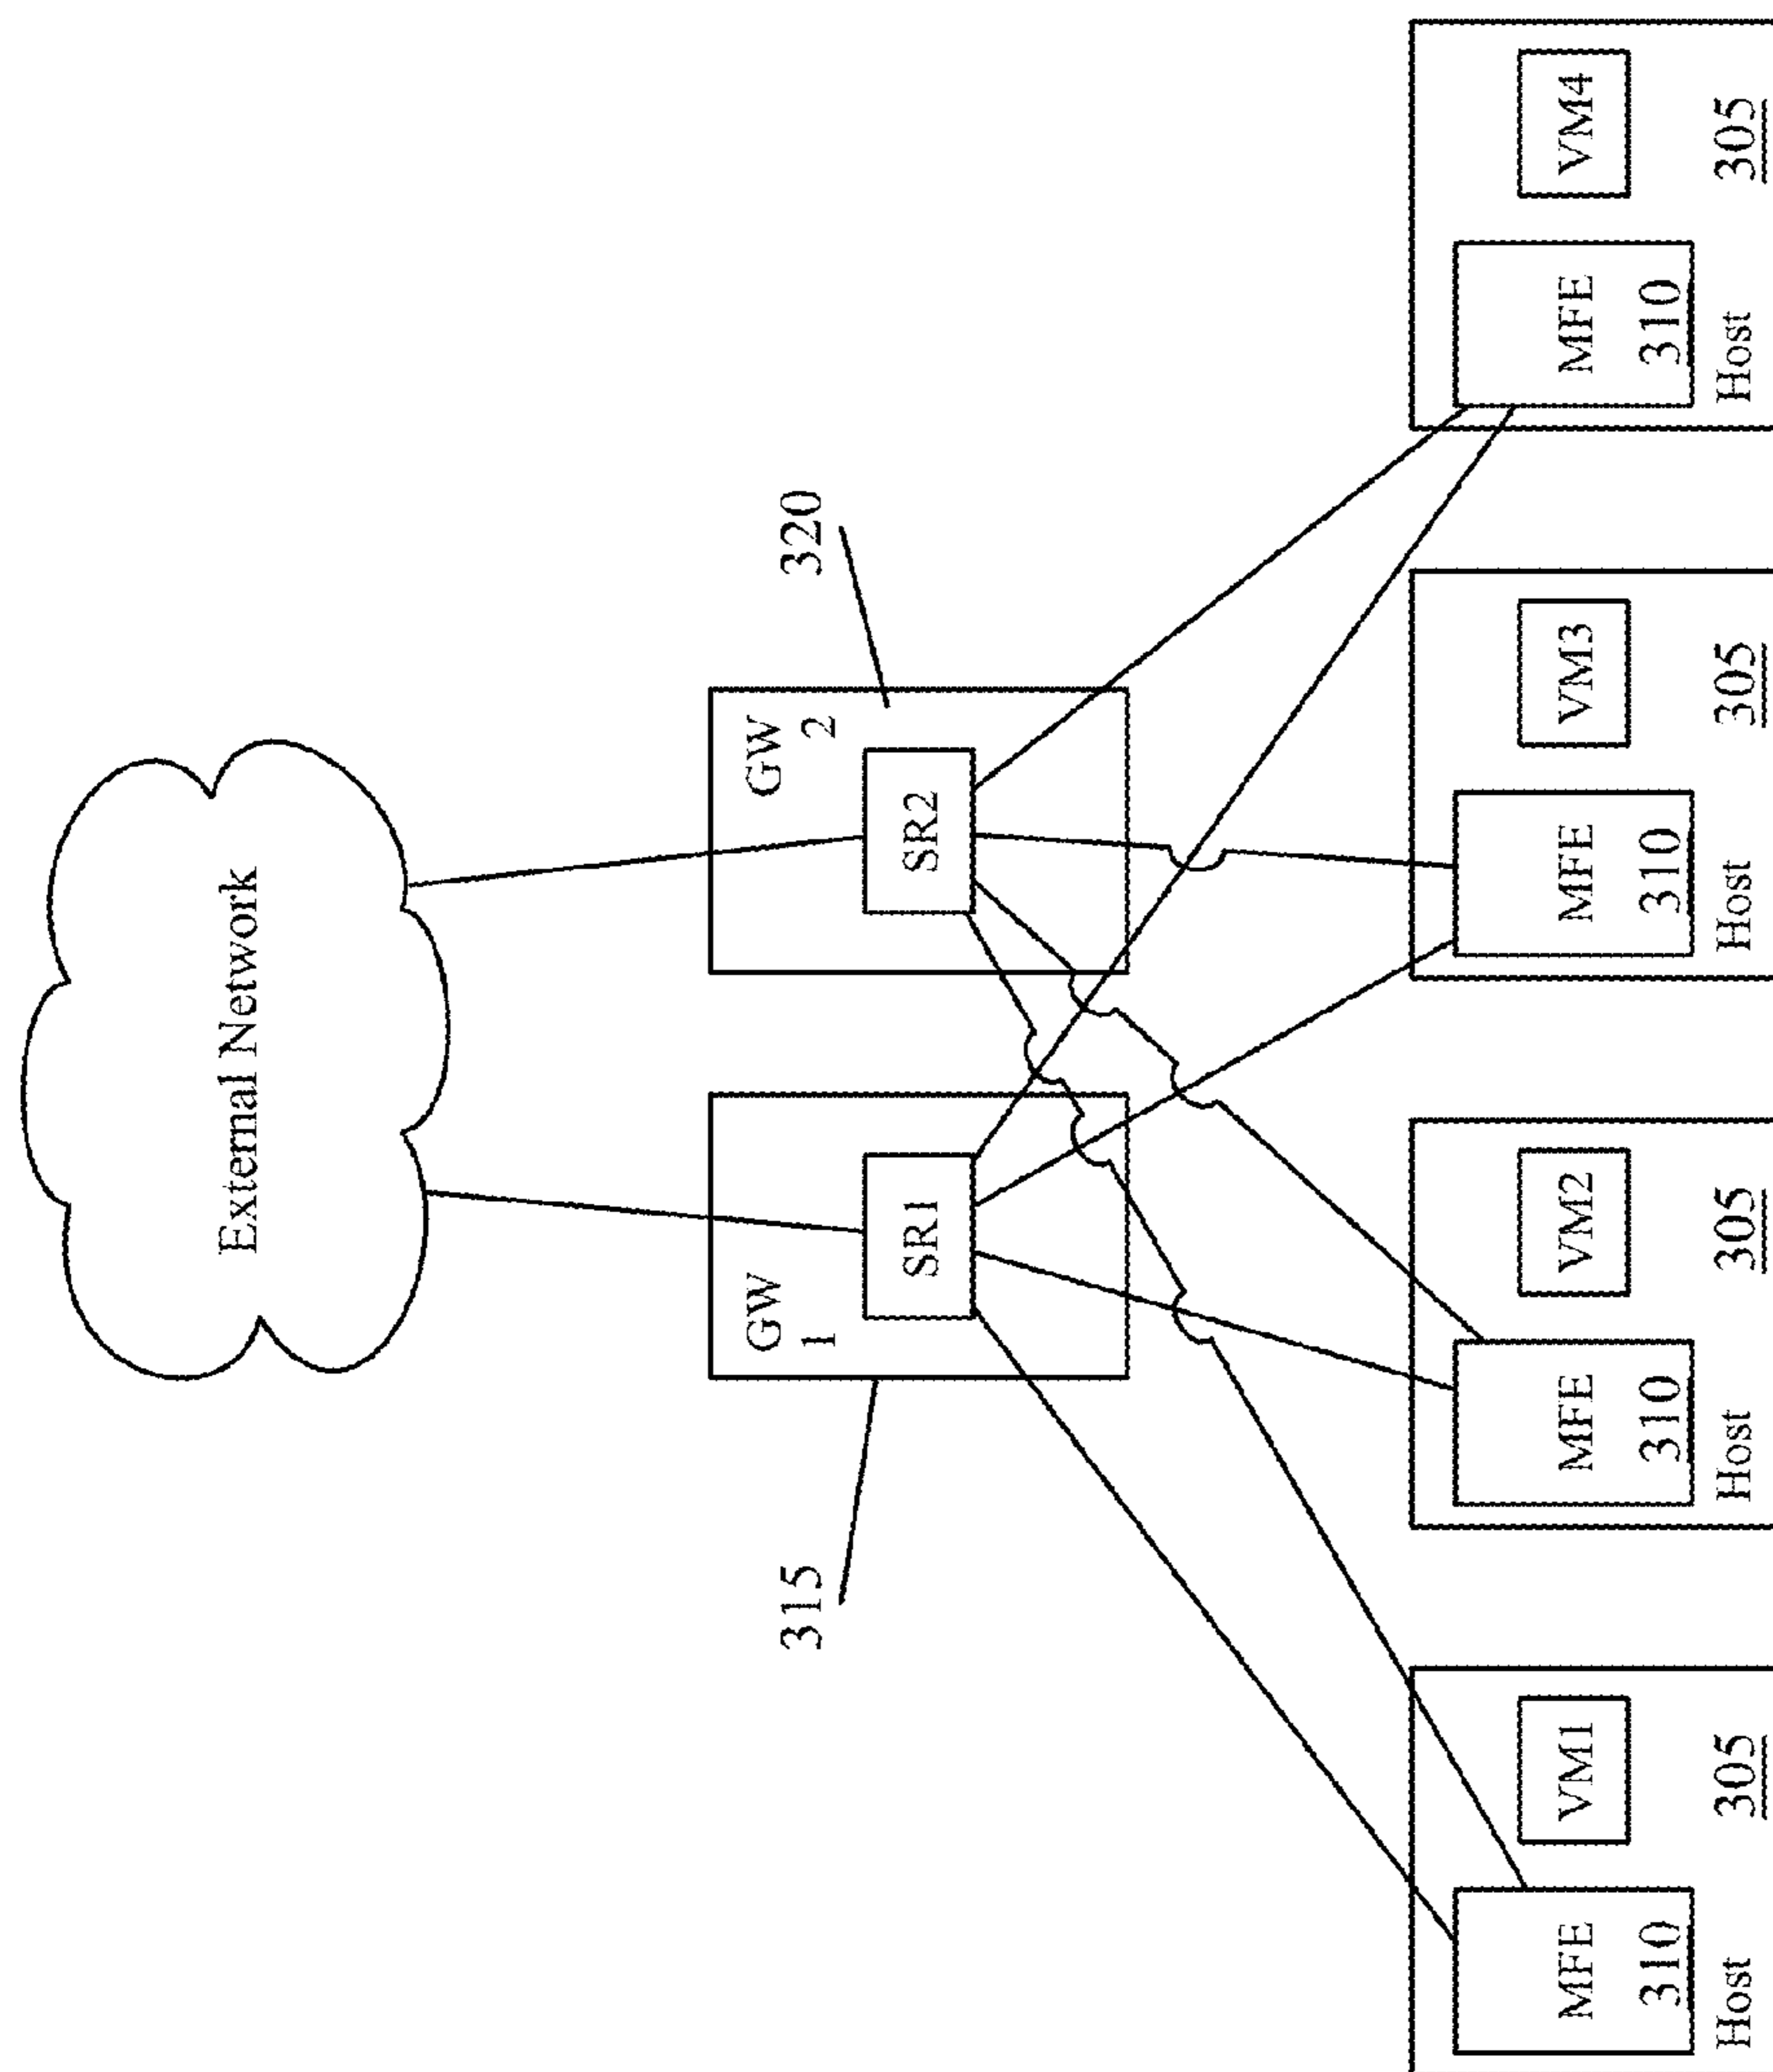 External Network
GW
1
SR1
315
GW
2
SR2
320
MFE
310
VM1
Host
305
MFE
310
VM2
Host
305
MFE
310
VM3
Host
305
MFE
310
VM4
Host
305